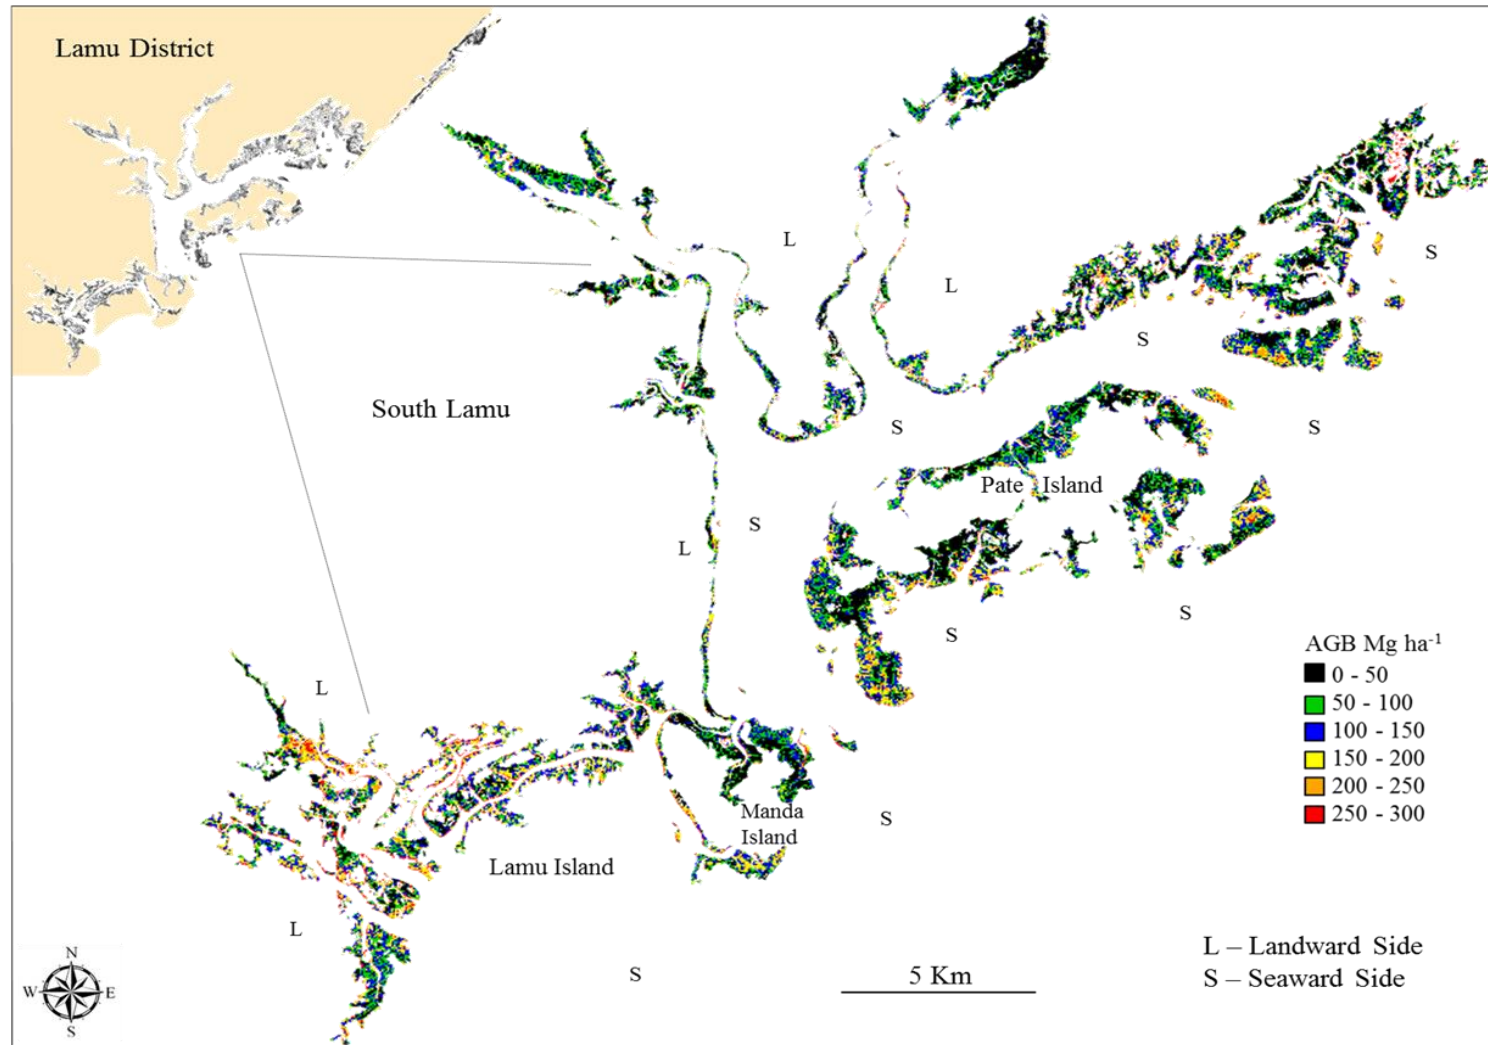 Lamu District
L
L
S
S
South Lamu
S
S
Pate Island
S
L
S
S
AGB Mg ha⁻¹
0 - 50
50 - 100
100 - 150
150 - 200
200 - 250
250 - 300
L
Manda
Island
S
Lamu Island
L
S
5 Km
L – Landward Side
S – Seaward Side
N
W
E
S